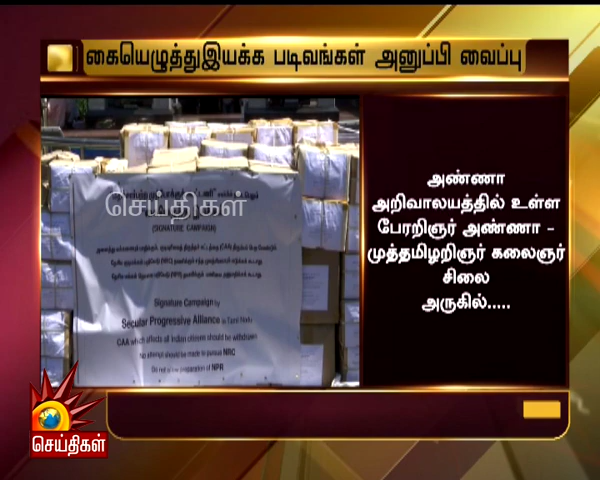 கையெழுத்துஇயக்க படிவங்கள் அனுப்பி வைப்பு
செய்திகள்
(SIGNATURE CAMPAIGN)
Signature Campaign by
Secular Progressive Alliance in Tamil Nadu
CAA which affects all Indian citizens should be withdrawn
No attempt should be made to pursue NRC
Do not the preparation of NPR
அண்ணா
அறிவாலயத்தில் உள்ள
பேரறிஞர் அண்ணா -
முத்தமிழறிஞர் கலைஞர்
சிலை
அருகில்.....
செய்திகள்